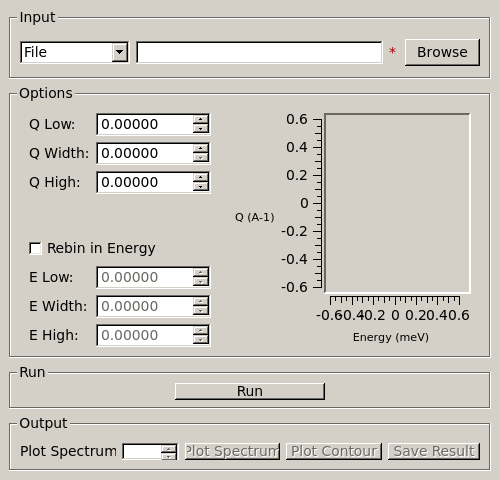 Input
File
*
Browse
Options
Q Low: 0.00000
Q Width: 0.00000
Q High: 0.00000
Rebin in Energy
E Low: 0.00000
E Width: 0.00000
E High: 0.00000
0.6
0.4
0.2
0
-0.2
-0.4
-0.6
Q (A-1)
-0.6 -0.4 -0.2 0 0.2 0.4 0.6
Energy (meV)
Run
Run
Output
Plot Spectrum
Plot Spectrum
Plot Contour
Save Result